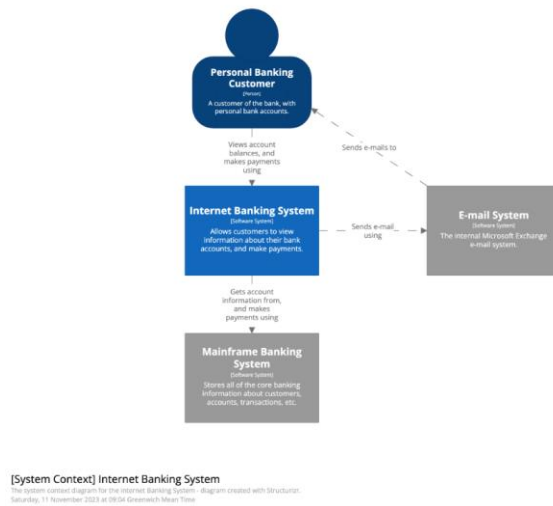 Personal Banking
Customer
[Person]
A customer of the bank, with
personal bank accounts.
Views account
balances, and
makes payments
using
Sends e-mails to
Internet Banking System
[Software System]
Allows customers to view
information about their bank
accounts, and make payments.
Sends e-mail
using
E-mail System
[Software System]
The internal Microsoft Exchange
e-mail system.
Gets account
information from,
and makes
payments using
Mainframe Banking
System
[Software System]
Stores all of the core banking
information about customers,
accounts, transactions, etc.
[System Context] Internet Banking System
The system context diagram for the Internet Banking System - diagram created with Structurizr.
Saturday, 11 November 2023 at 09:04 Greenwich Mean Time